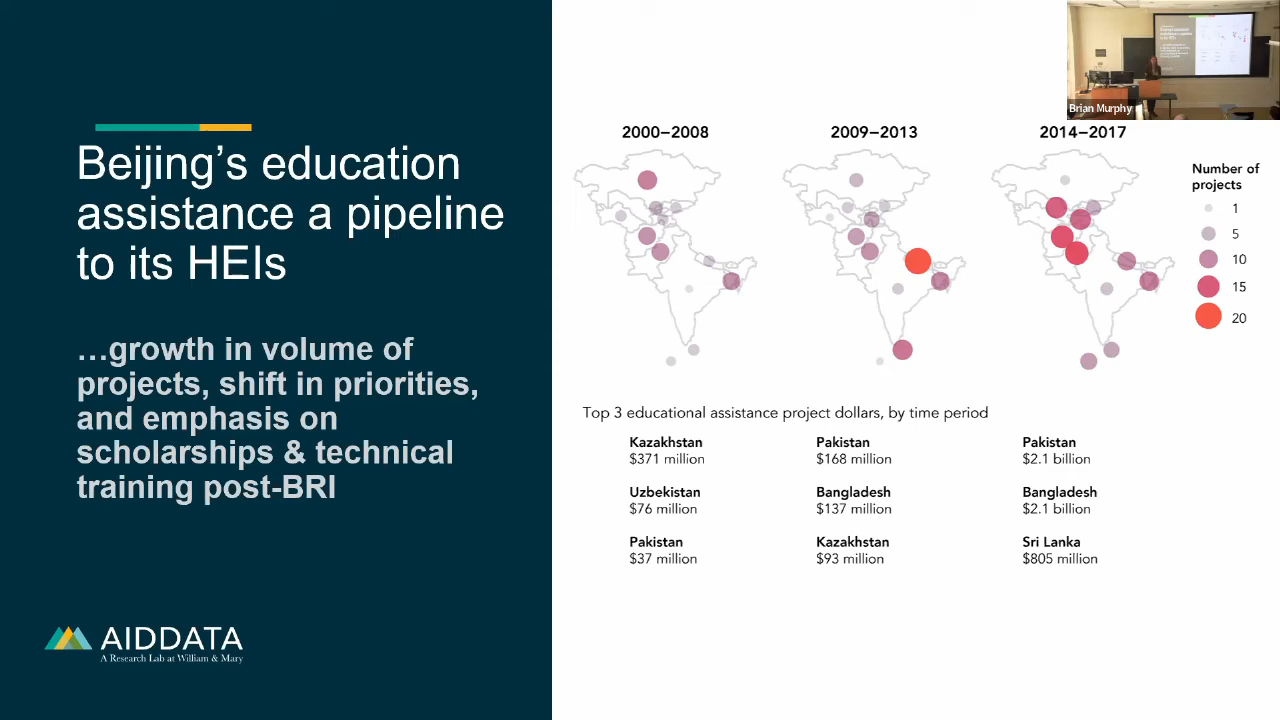 Beijing’s education
assistance a pipeline
to its HEIs
…growth in volume of
projects, shift in priorities,
and emphasis on
scholarships & technical
training post-BRI
AIDDATA
A Research Lab at William & Mary
Brian Murphy
2000–2008
2009–2013
2014–2017
Number of
projects
1
5
10
15
20
Top 3 educational assistance project dollars, by time period
Kazakhstan
$371 million
Uzbekistan
$76 million
Pakistan
$37 million
Pakistan
$168 million
Bangladesh
$137 million
Kazakhstan
$93 million
Pakistan
$2.1 billion
Bangladesh
$2.1 billion
Sri Lanka
$805 million